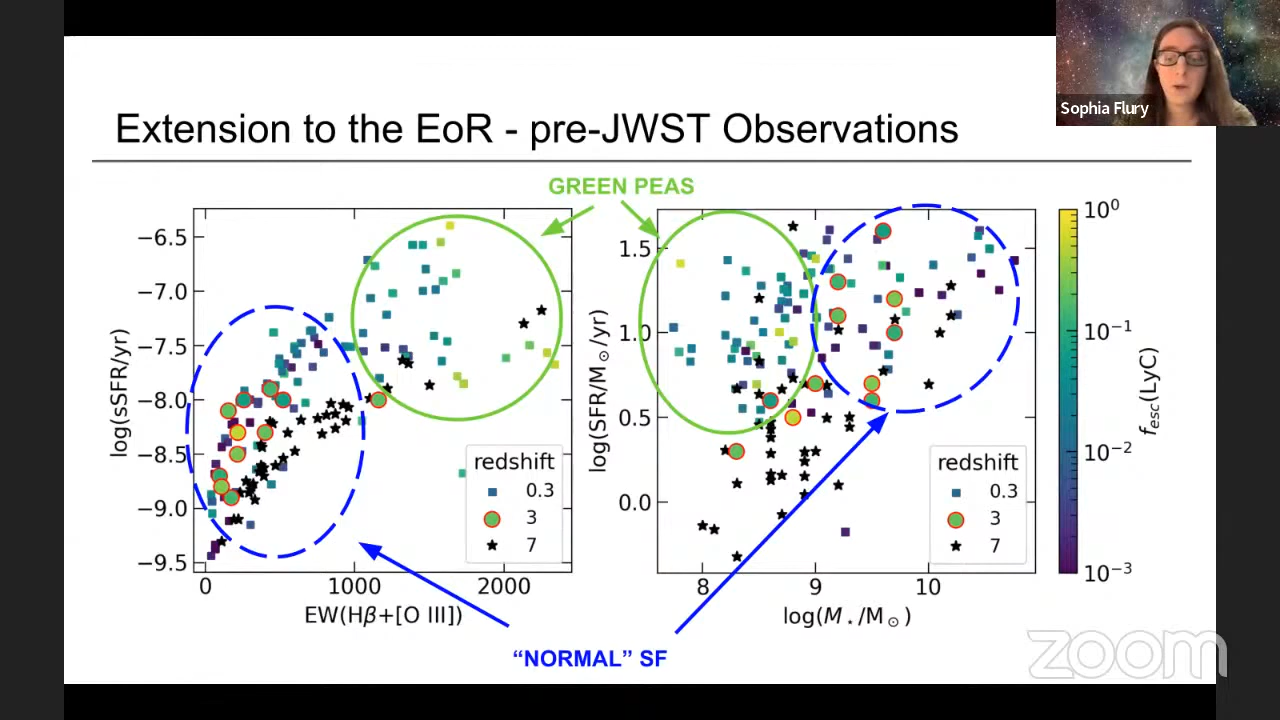 Sophia Flury
Extension to the EoR - pre-JWST Observations
GREEN PEAS
−6.5
−7.0
−7.5
−8.0
−8.5
−9.0
−9.5
log(sSFR/yr)
0
1000
2000
EW(Hβ+[O III])
redshift
0.3
3
7
1.5
1.0
0.5
0.0
log(SFR/M⊙/yr)
8
9
10
log(M⋆/M⊙)
redshift
0.3
3
7
10⁰
10⁻¹
10⁻²
10⁻³
fesc(LyC)
“NORMAL” SF
zoom